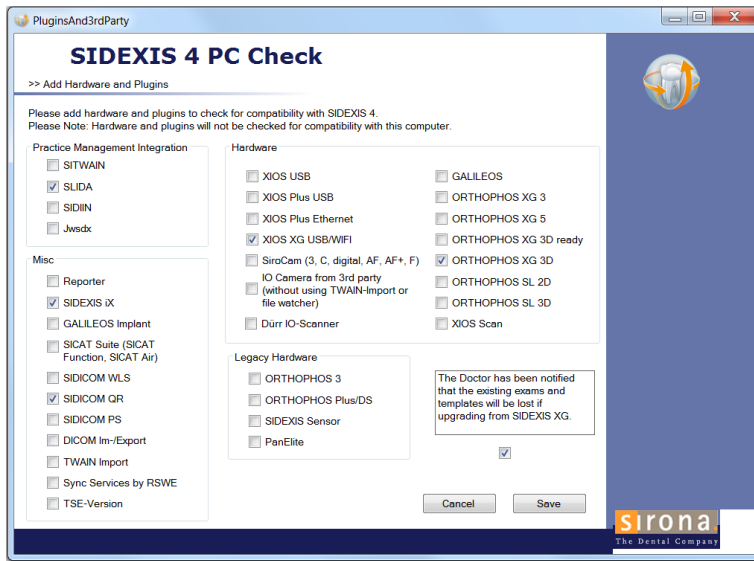 PluginsAnd3rdParty
SIDEXIS 4 PC Check
>> Add Hardware and Plugins
Please add hardware and plugins to check for compatibility with SIDEXIS 4.
Please Note: Hardware and plugins will not be checked for compatibility with this computer.
Practice Management Integration
SITWAIN
SLIDA
SIDIIN
Jwsdx
Misc
Reporter
SIDEXIS iX
GALILEOS Implant
SICAT Suite (SICAT
Function, SICAT Air)
SIDICOM WLS
SIDICOM QR
SIDICOM PS
DICOM Im-/Export
TWAIN Import
Sync Services by RSWE
TSE-Version
Hardware
XIOS USB
XIOS Plus USB
XIOS Plus Ethernet
XIOS XG USB/WIFI
SiroCam (3, C, digital, AF, AF+, F)
IO Camera from 3rd party
(without using TWAIN-Import or
file watcher)
Dürr IO-Scanner
GALILEOS
ORTHOPHOS XG 3
ORTHOPHOS XG 5
ORTHOPHOS XG 3D ready
ORTHOPHOS XG 3D
ORTHOPHOS SL 2D
ORTHOPHOS SL 3D
XIOS Scan
Legacy Hardware
ORTHOPHOS 3
ORTHOPHOS Plus/DS
SIDEXIS Sensor
PanElite
The Doctor has been notified
that the existing exams and
templates will be lost if
upgrading from SIDEXIS XG.
Cancel
Save
sirona.
The Dental Company